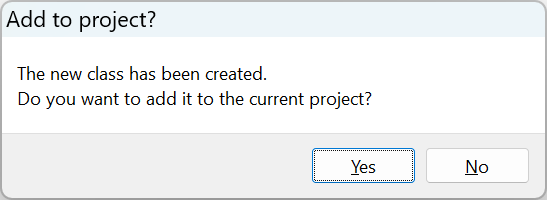 Add to project?
The new class has been created.
Do you want to add it to the current project?
Yes
No